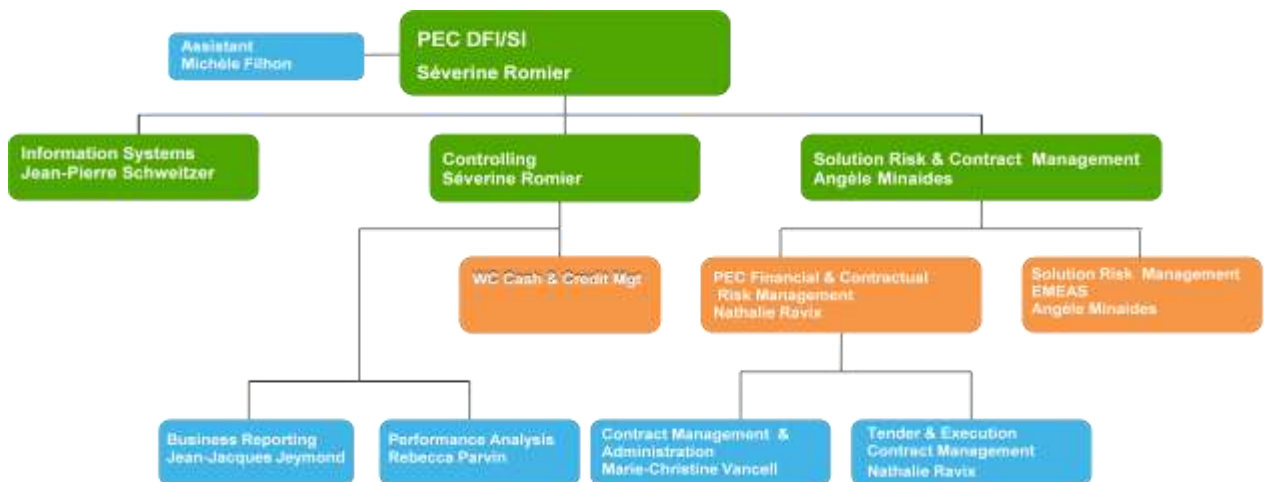 Assistant
Michèle Filhon
PEC DFI/SI
Séverine Romier
Information Systems
Jean-Pierre Schweitzer
Controlling
Séverine Romier
Solution Risk & Contract Management
Angèle Minaides
WC Cash & Credit Mgt
PEC Financial & Contractual
Risk Management
Nathalie Ravix
Solution Risk Management
EMEAS
Angèle Minaides
Business Reporting
Jean-Jacques Jeymond
Performance Analysis
Rebecca Parvin
Contract Management &
Administration
Marie-Christine Vancell
Tender & Execution
Contract Management
Nathalie Ravix